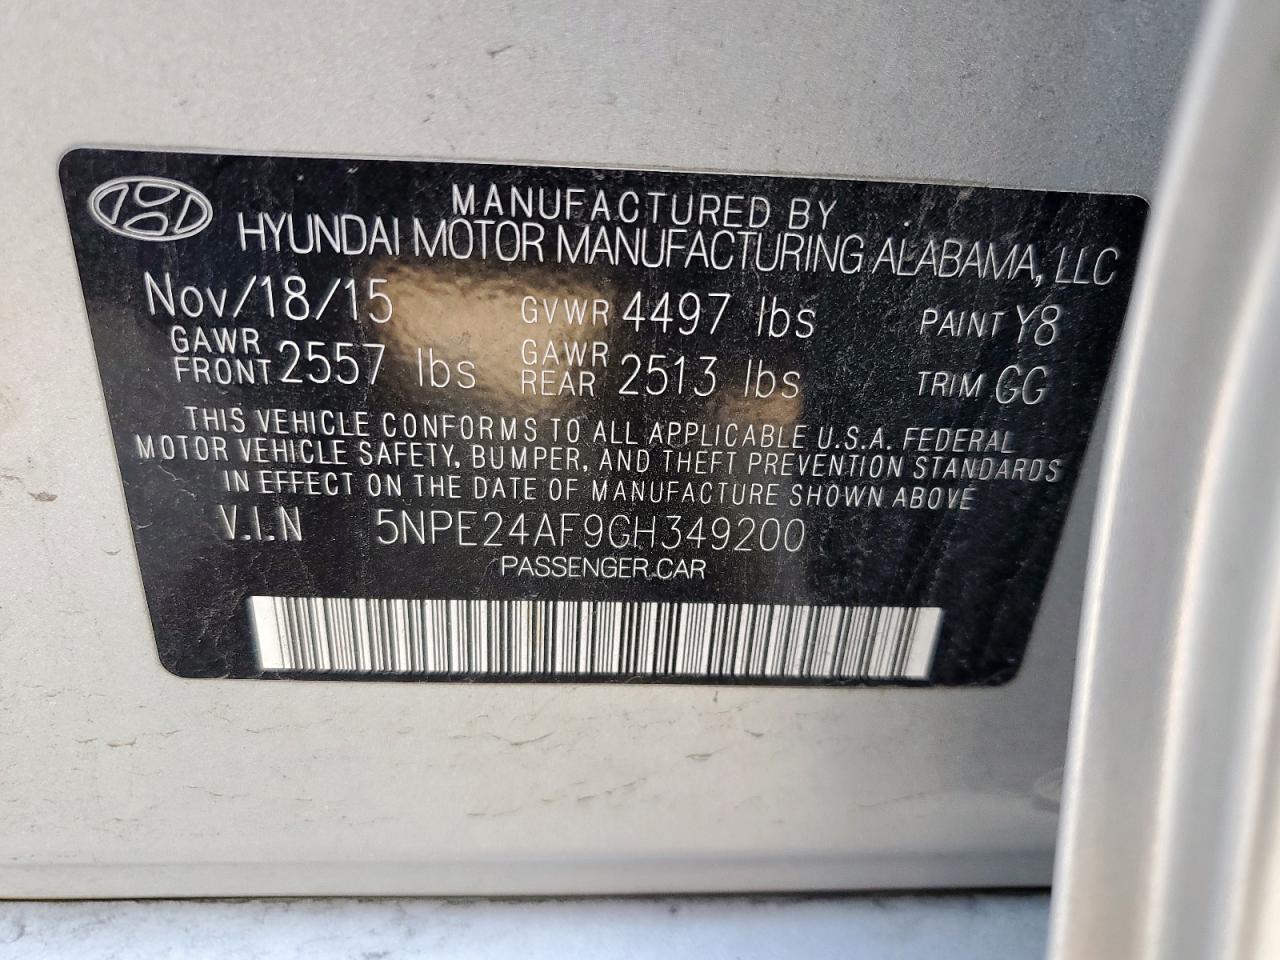 MANUFACTURED BY
HYUNDAI MOTOR MANUFACTURING ALABAMA, LLC
Nov/18/15 GVWR 4497 lbs PAINT Y8
GAWR FRONT 2557 lbs GAWR REAR 2513 lbs TRIM GG
THIS VEHICLE CONFORMS TO ALL APPLICABLE U.S.A. FEDERAL
MOTOR VEHICLE SAFETY, BUMPER, AND THEFT PREVENTION STANDARDS
IN EFFECT ON THE DATE OF MANUFACTURE SHOWN ABOVE
V.I.N 5NPE24AF9GH349200
PASSENGER CAR